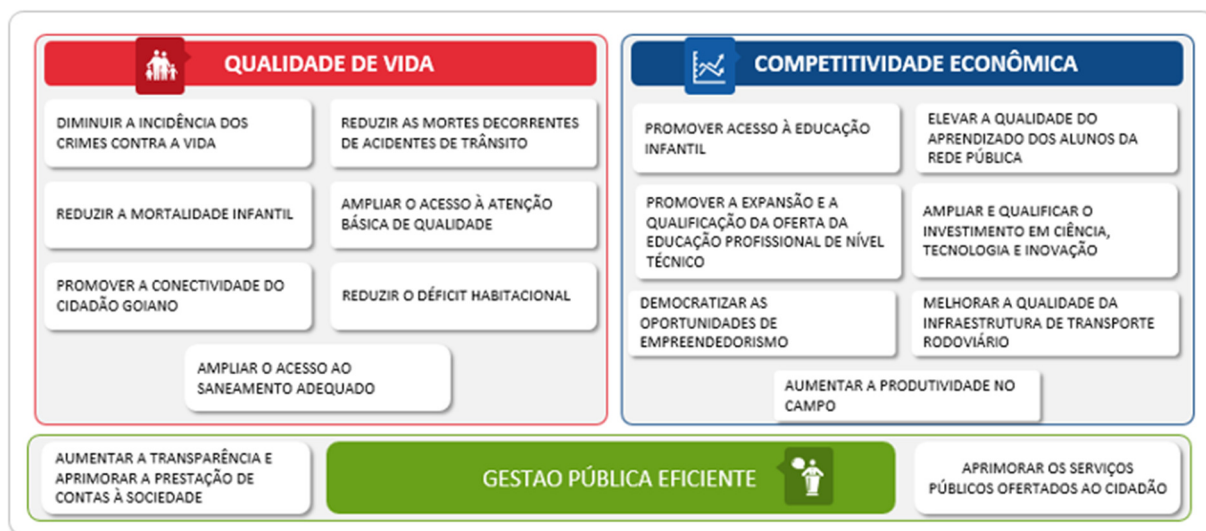 QUALIDADE DE VIDA
DIMINUIR A INCIDÊNCIA DOS
CRIMES CONTRA A VIDA
REDUZIR AS MORTES DECORRENTES
DE ACIDENTES DE TRÂNSITO
REDUZIR A MORTALIDADE INFANTIL
AMPLIAR O ACESSO À ATENÇÃO
BÁSICA DE QUALIDADE
PROMOVER A CONECTIVIDADE DO
CIDADÃO GOIANO
REDUZIR O DÉFICIT HABITACIONAL
AMPLIAR O ACESSO AO
SANEAMENTO ADEQUADO
COMPETITIVIDADE ECONÔMICA
PROMOVER ACESSO À EDUCAÇÃO
INFANTIL
ELEVAR A QUALIDADE DO
APRENDIZADO DOS ALUNOS DA
REDE PÚBLICA
PROMOVER A EXPANSÃO E A
QUALIFICAÇÃO DA OFERTA DA
EDUCAÇÃO PROFISSIONAL DE NÍVEL
TÉCNICO
AMPLIAR E QUALIFICAR O
INVESTIMENTO EM CIÊNCIA,
TECNOLOGIA E INOVAÇÃO
DEMOCRATIZAR AS
OPORTUNIDADES DE
EMPREENDEDORISMO
MELHORAR A QUALIDADE DA
INFRAESTRUTURA DE TRANSPORTE
RODOVIÁRIO
AUMENTAR A PRODUTIVIDADE NO
CAMPO
AUMENTAR A TRANSPARÊNCIA E
APRIMORAR A PRESTAÇÃO DE
CONTAS À SOCIEDADE
GESTAO PÚBLICA EFICIENTE
APRIMORAR OS SERVIÇOS
PÚBLICOS OFERTADOS AO CIDADÃO